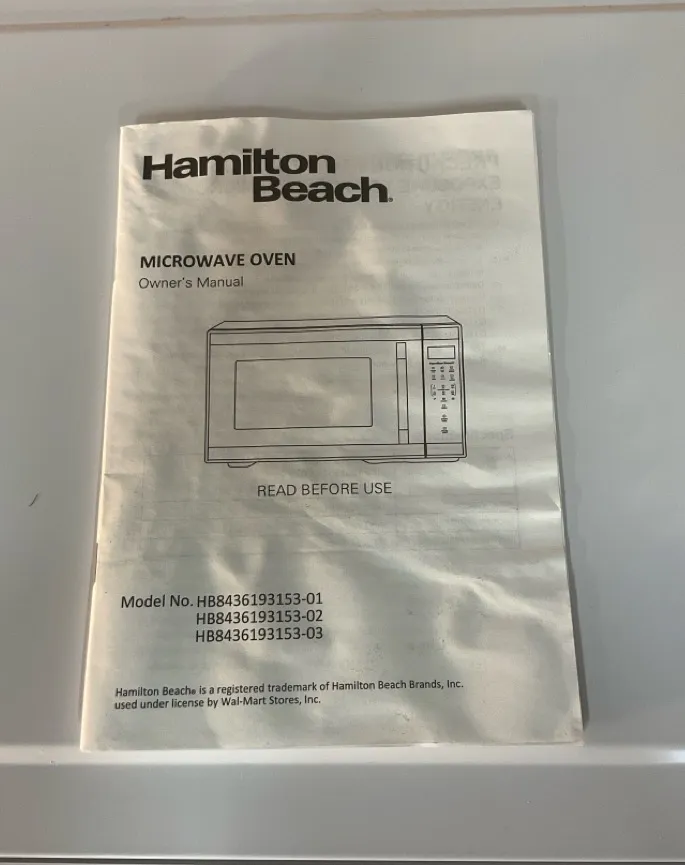 Hamilton
Beach®
MICROWAVE OVEN
Owner's Manual
READ BEFORE USE
Model No. HB8436193153-01
HB8436193153-02
HB8436193153-03
Hamilton Beach® is a registered trademark of Hamilton Beach Brands, Inc.
used under license by Wal-Mart Stores, Inc.